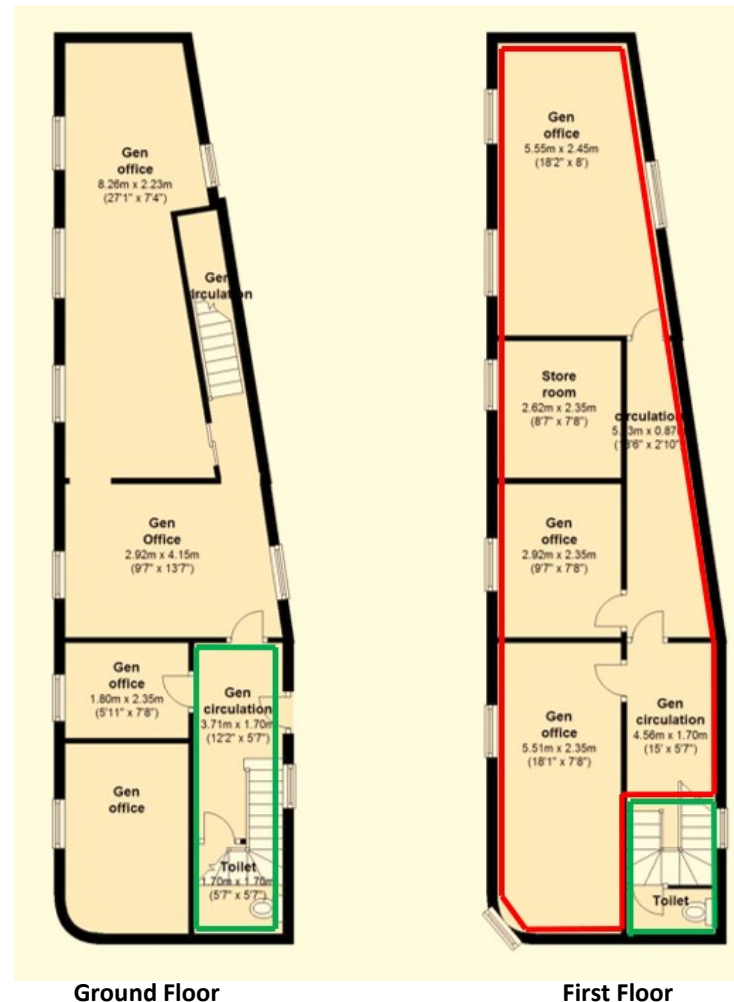 Gen
office
8.26m x 2.23m
(27'1" x 7'4")
Gen
Irculation
Gen
Office
2.92m x 4.15m
(9'7" x 13'7")
Gen
office
1.80m x 2.35m
(5'11" x 7'8")
Gen
circulation
3.71m x 1.70m
(12'2" x 5'7")
Gen
office
Toilet
1.70m x 1.70m
(5'7" x 5'7")
Ground Floor
Gen
office
5.55m x 2.45m
(18'2" x 8')
Store
room
2.62m x 2.35m
(8'7" x 7'8")
circulation
x 2'10"
Gen
office
2.92m x 2.35m
(9'7" x 7'8")
Gen
office
5.51m x 2.35m
(18'1" x 7'8")
Gen
circulation
4.56m x 1.70m
(15' x 5'7")
Toilet
First Floor